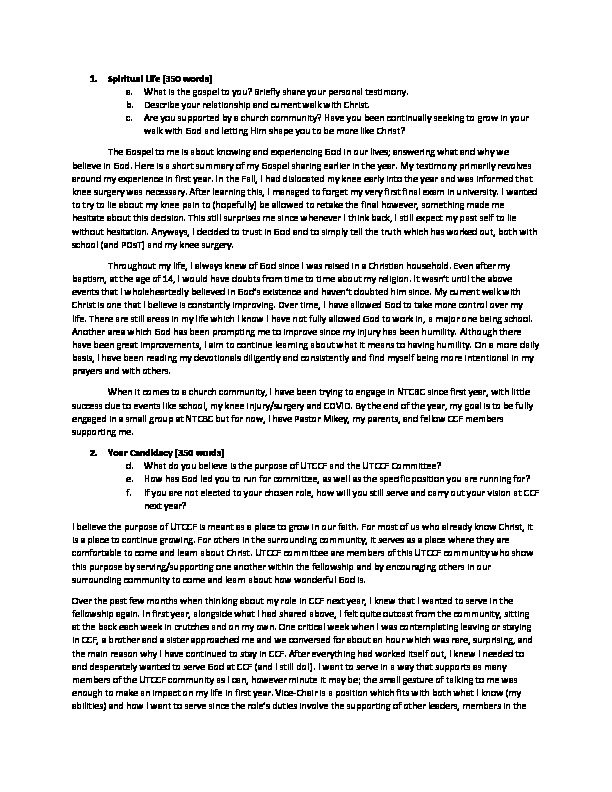 1. Spiritual Life [350 words]
a. What is the gospel to you? Briefly share your personal testimony.
b. Describe your relationship and current walk with Christ.
c. Are you supported by a church community? Have you been continually seeking to grow in your
walk with God and letting Him shape you to be more like Christ?
The Gospel to me is about knowing and experiencing God in our lives; answering what and why we
believe in God. Here is a short summary of my Gospel sharing earlier in the year. My testimony primarily revolves
around my experience in first year. In the Fall, I had dislocated my knee early into the year and was informed that
knee surgery was necessary. After learning this, I managed to forget my very first final exam in university. I wanted
to try to lie about my knee pain to (hopefully) be allowed to retake the final however, something made me
hesitate about this decision. This still surprises me since whenever I think back, I still expect my past self to lie
without hesitation. Anyways, I decided to trust in God and to simply tell the truth which has worked out, both with
school (and POsT) and my knee surgery.
Throughout my life, I always knew of God since I was raised in a Christian household. Even after my
baptism, at the age of 14, I would have doubts from time to time about my religion. It wasn't until the above
events that I wholeheartedly believed in God's existence and haven't doubted him since. My current walk with
Christ is one that I believe is constantly improving. Over time, I have allowed God to take more control over my
life. There are still areas in my life which I know I have not fully allowed God to work in, a major one being school.
Another area which God has been prompting me to improve since my injury has been humility. Although there
have been great improvements, I aim to continue learning about what it means to having humility. On a more daily
basis, I have been reading my devotionals diligently and consistently and find myself being more intentional in my
prayers and with others.
When it comes to a church community, I have been trying to engage in NTCBC since first year, with little
success due to events like school, my knee injury/surgery and COVID. By the end of the year, my goal is to be fully
engaged in a small group at NTCBC but for now, I have Pastor Mikey, my parents, and fellow CCF members
supporting me.
2. Your Candidacy [350 words]
d. What do you believe is the purpose of UTCCF and the UTCCF Committee?
e. How has God led you to run for committee, as well as the specific position you are running for?
f. If you are not elected to your chosen role, how will you still serve and carry out your vision at CCF
next year?
I believe the purpose of UTCCF is meant as a place to grow in our faith. For most of us who already know Christ, it
is a place to continue growing. For others in the surrounding community, it serves as a place where they are
comfortable to come and learn about Christ. UTCCF committee are members of this UTCCF community who show
this purpose by serving/supporting one another within the fellowship and by encouraging others in our
surrounding community to come and learn about how wonderful God is.
Over the past few months when thinking about my role in CCF next year, I knew that I wanted to serve in the
fellowship again. In first year, alongside what I had shared above, I felt quite outcast from the community, sitting
at the back each week in crutches and on my own. One critical week when I was contemplating leaving or staying
in CCF, a brother and a sister approached me and we conversed for about an hour which was rare, surprising, and
the main reason why I have continued to stay in CCF. After everything had worked itself out, I knew I needed to
and desperately wanted to serve God at CCF (and I still do!). I want to serve in a way that supports as many
members of the UTCCF community as I can, however minute it may be; the small gesture of talking to me was
enough to make an impact on my life in first year. Vice-Chair is a position which fits with both what I know (my
abilities) and how I want to serve since the role's duties involve the supporting of other leaders, members in the